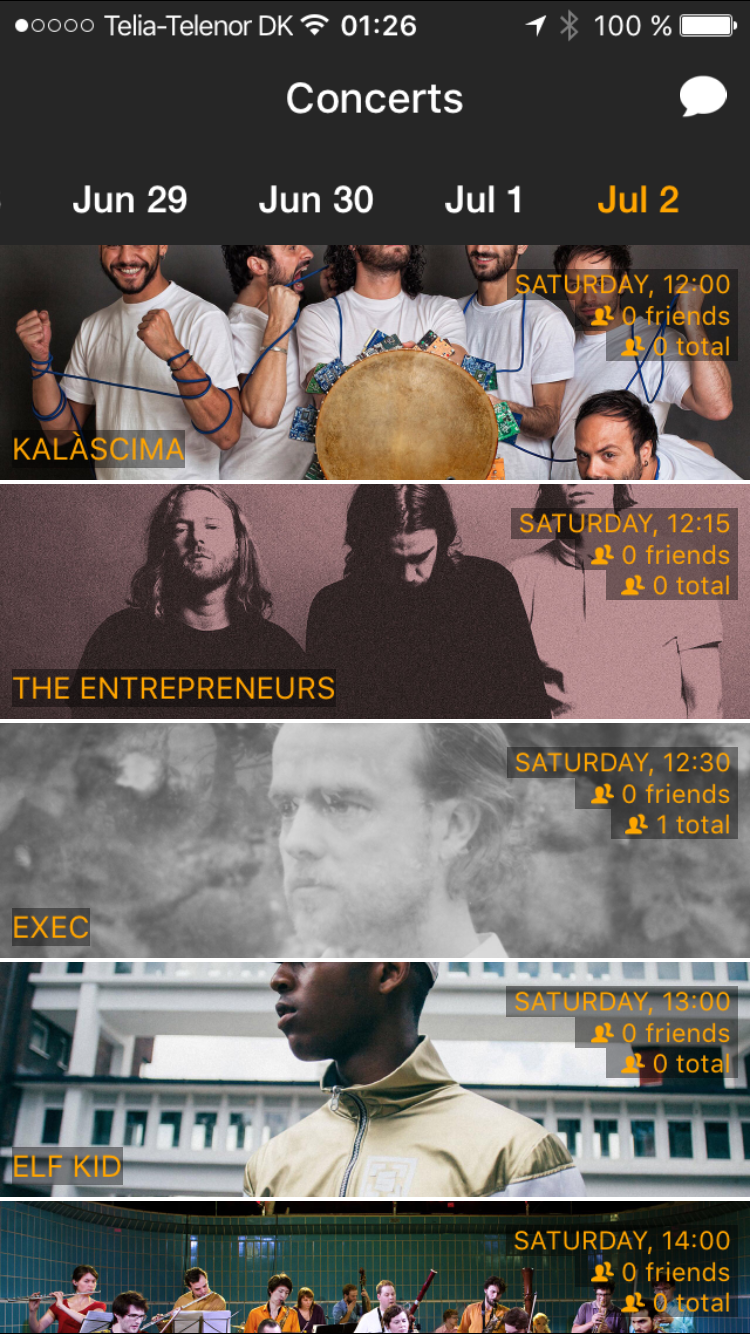 Telia-Telenor DK 01:26 100 %
Concerts
Jun 29 Jun 30 Jul 1 Jul 2
SATURDAY, 12:00
0 friends
0 total
KALÀSCIMA
SATURDAY, 12:15
0 friends
0 total
THE ENTREPRENEURS
SATURDAY, 12:30
0 friends
1 total
EXEC
SATURDAY, 13:00
0 friends
0 total
ELF KID
SATURDAY, 14:00
0 friends
0 total